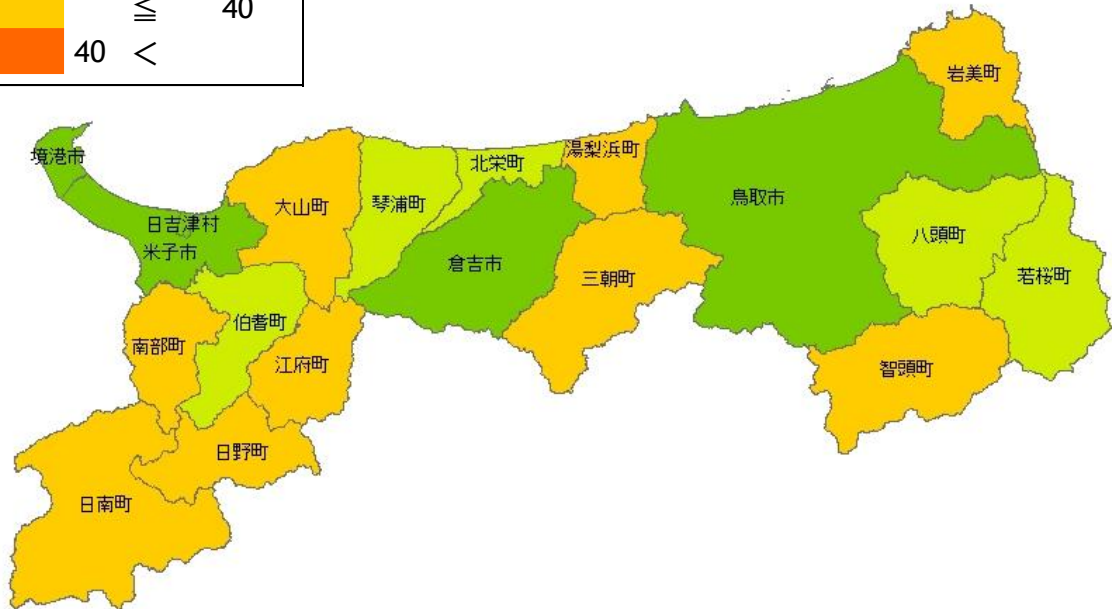 ≦ 40
40 <
岩美町
境港市
湯梨浜町
北栄町
大山町
琴浦町
鳥取市
日吉津村
米子市
八頭町
倉吉市
三朝町
若桜町
伯耆町
南部町
江府町
智頭町
日野町
日南町